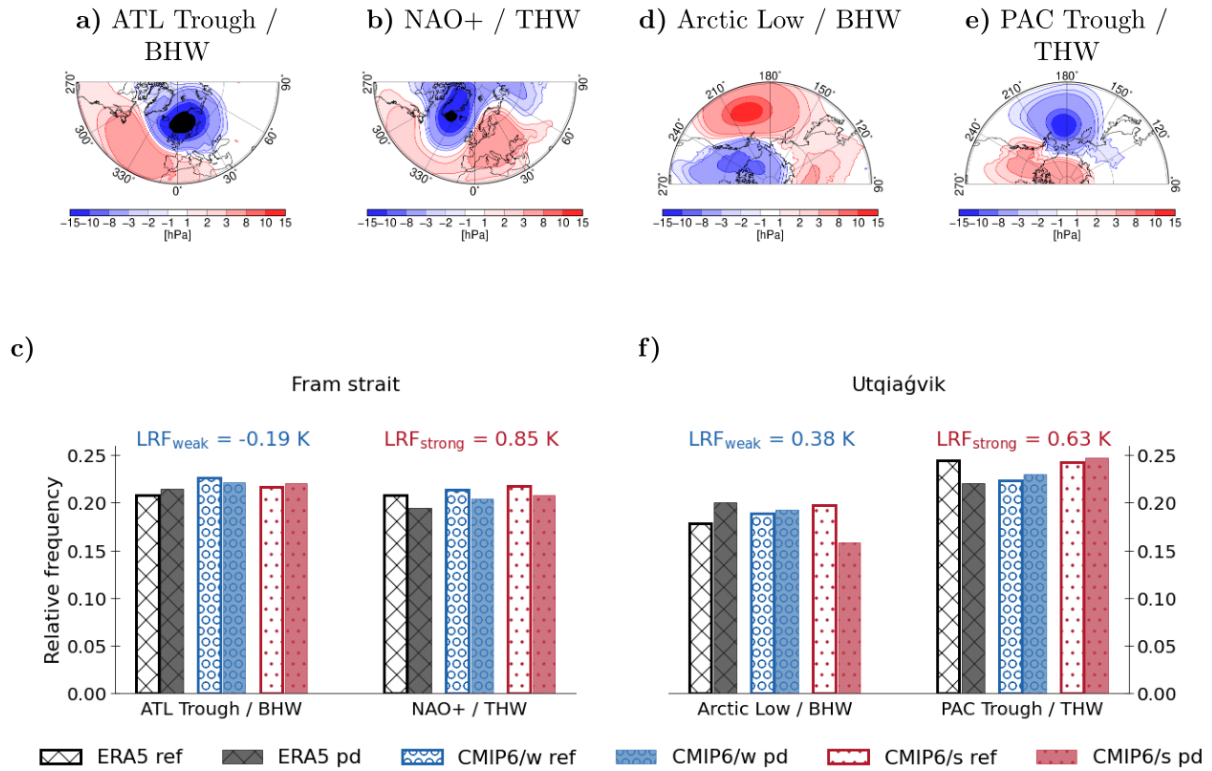 a) ATL Trough /
BHW
b) NAO+ / THW
d) Arctic Low / BHW
e) PAC Trough /
THW
270° 300° 330° 0° 30° 60° 90°
270° 300° 330° 0° 30° 60° 90°
270° 240° 210° 180° 150° 120° 90°
270° 240° 210° 180° 150° 120° 90°
−15 −10 −8 −3 −2 −1 1 2 3 8 10 15
[hPa]
−15 −10 −8 −3 −2 −1 1 2 3 8 10 15
[hPa]
−15 −10 −8 −3 −2 −1 1 2 3 8 10 15
[hPa]
−15 −10 −8 −3 −2 −1 1 2 3 8 10 15
[hPa]
c)
Fram strait
LRFweak = -0.19 K
LRFstrong = 0.85 K
Relative frequency
0.25
0.20
0.15
0.10
0.05
0.00
ATL Trough / BHW
NAO+ / THW
f)
Utqiaġvik
LRFweak = 0.38 K
LRFstrong = 0.63 K
0.25
0.20
0.15
0.10
0.05
0.00
Arctic Low / BHW
PAC Trough / THW
ERA5 ref
ERA5 pd
CMIP6/w ref
CMIP6/w pd
CMIP6/s ref
CMIP6/s pd